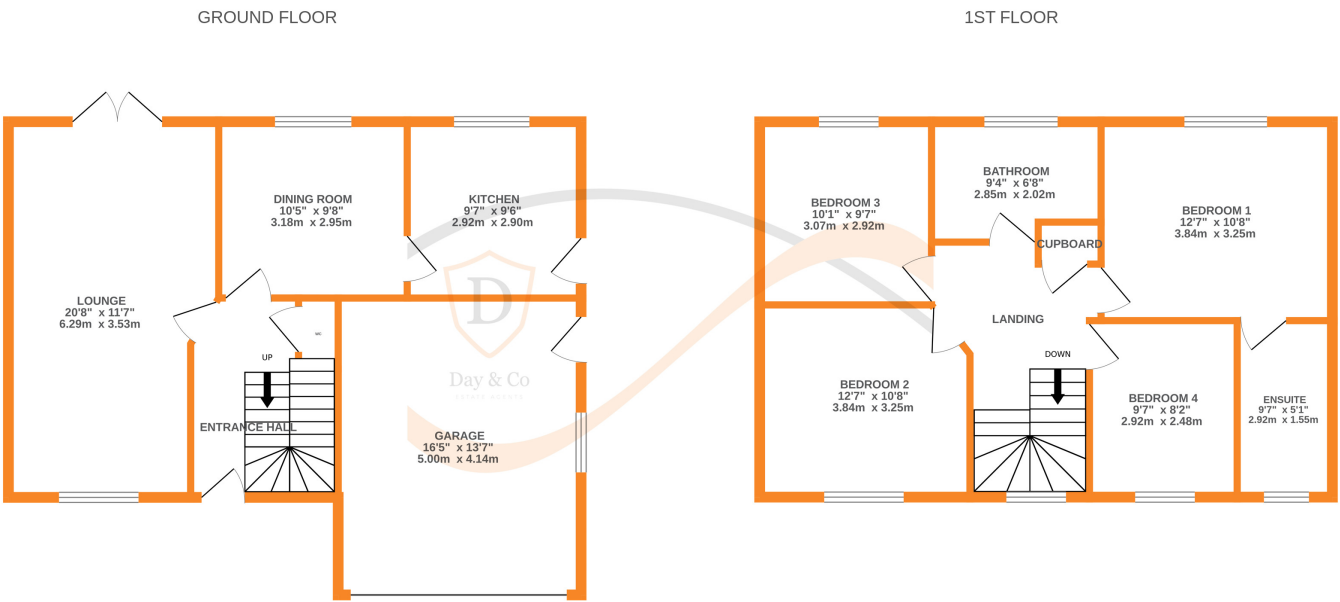 GROUND FLOOR
1ST FLOOR
LOUNGE
20'8" x 11'7"
6.29m x 3.53m
DINING ROOM
10'5" x 9'8"
3.18m x 2.95m
KITCHEN
9'7" x 9'6"
2.92m x 2.90m
WC
UP
ENTRANCE HALL
GARAGE
16'5" x 13'7"
5.00m x 4.14m
D
Day & Co
ESTATE AGENTS
BEDROOM 3
10'1" x 9'7"
3.07m x 2.92m
BATHROOM
9'4" x 6'8"
2.85m x 2.02m
CUPBOARD
BEDROOM 1
12'7" x 10'8"
3.84m x 3.25m
LANDING
DOWN
BEDROOM 2
12'7" x 10'8"
3.84m x 3.25m
BEDROOM 4
9'7" x 8'2"
2.92m x 2.48m
ENSUITE
9'7" x 5'1"
2.92m x 1.55m